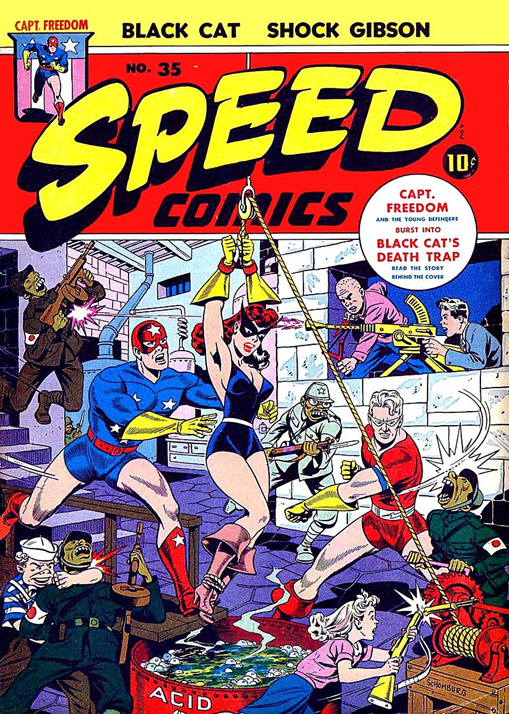 CAPT. FREEDOM
BLACK CAT SHOCK GIBSON
NO. 35
SPEED
COMICS
10¢
CAPT.
FREEDOM
AND THE YOUNG DEFENDERS
BURST INTO
BLACK CAT'S
DEATH TRAP
READ THE STORY
BEHIND THE COVER
SCHOMBURG
ACID